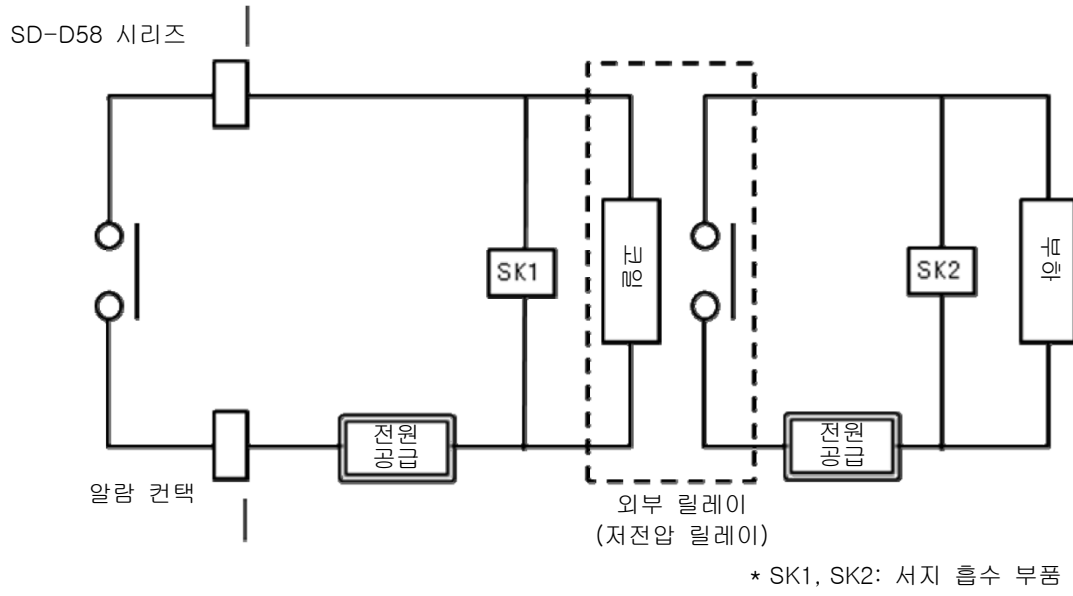 SD-D58 시리즈
SK1
코일
SK2
부하
전원
공급
전원
공급
알람 컨택
외부 릴레이
(저전압 릴레이)
* SK1, SK2: 서지 흡수 부품